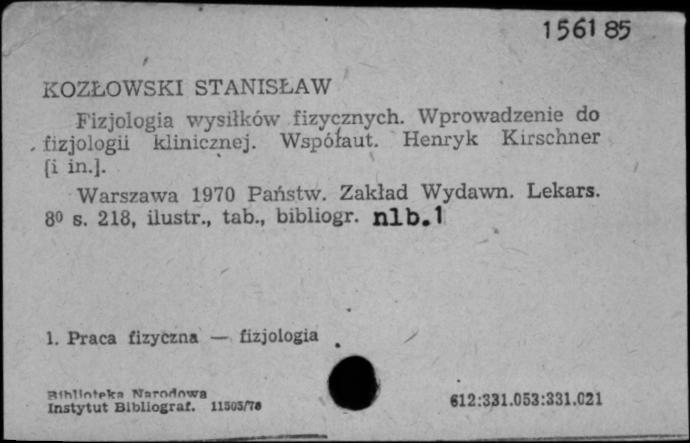 156185
KOZŁOWSKI STANISŁAW
Fizjologia wysiłków fizycznych. Wprowadzenie do
fizjologii klinicznej. Współaut. Henryk Kirschner
[i in.].
Warszawa 1970 Państw. Zakład Wydawn. Lekars.
8⁰ s. 218, ilustr., tab., bibliogr. nlb.1
1. Praca fizyczna — fizjologia
Biblioteka Narodowa
Instytut Bibliograf. 11505/70
612:331.053:331.021